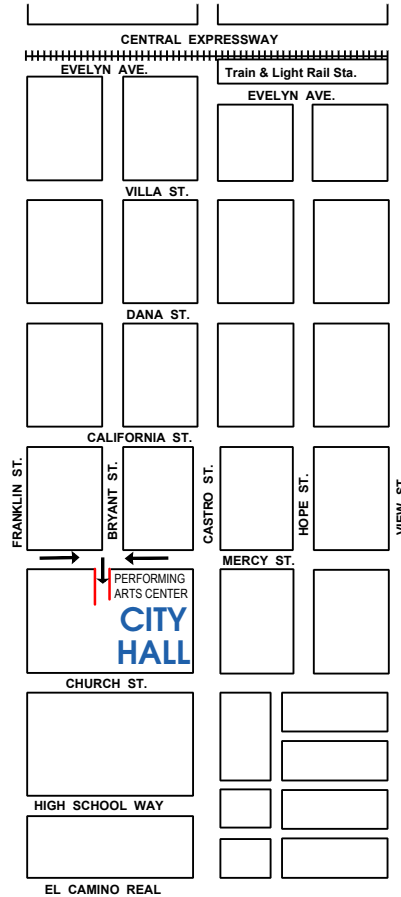 CENTRAL EXPRESSWAY
EVELYN AVE.
Train & Light Rail Sta.
EVELYN AVE.
VILLA ST.
DANA ST.
CALIFORNIA ST.
FRANKLIN ST.
BRYANT ST.
CASTRO ST.
HOPE ST.
VIEW ST.
MERCY ST.
PERFORMING
ARTS CENTER
CITY
HALL
CHURCH ST.
HIGH SCHOOL WAY
EL CAMINO REAL